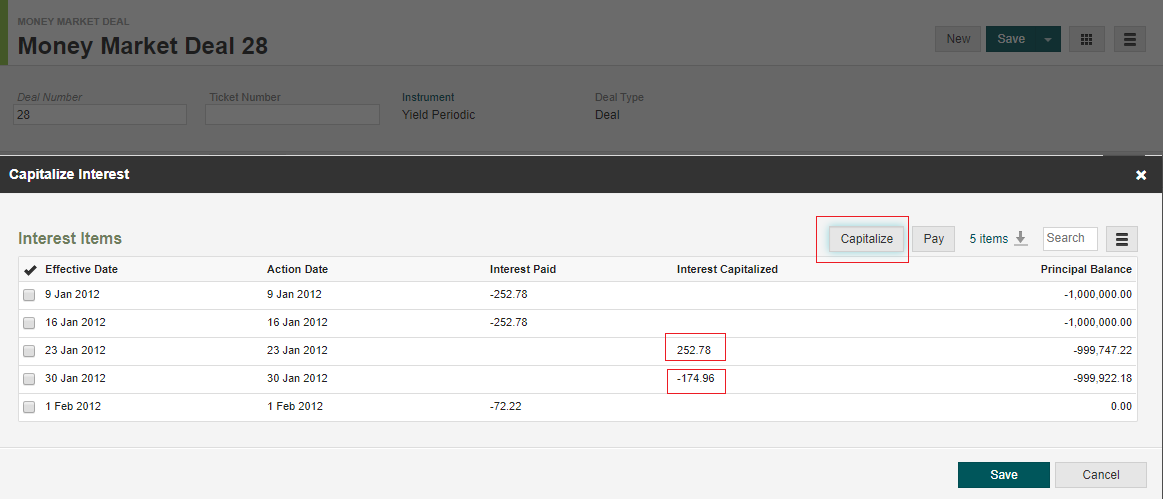 MONEY MARKET DEAL
Money Market Deal 28
New Save
Deal Number Ticket Number Instrument Deal Type
28 Yield Periodic Deal
Capitalize Interest
Interest Items Capitalize Pay 5 items Search
Effective Date Action Date Interest Paid Interest Capitalized Principal Balance
9 Jan 2012 9 Jan 2012 -252.78 -1,000,000.00
16 Jan 2012 16 Jan 2012 -252.78 -1,000,000.00
23 Jan 2012 23 Jan 2012 252.78 -999,747.22
30 Jan 2012 30 Jan 2012 -174.96 -999,922.18
1 Feb 2012 1 Feb 2012 -72.22 0.00
Save Cancel